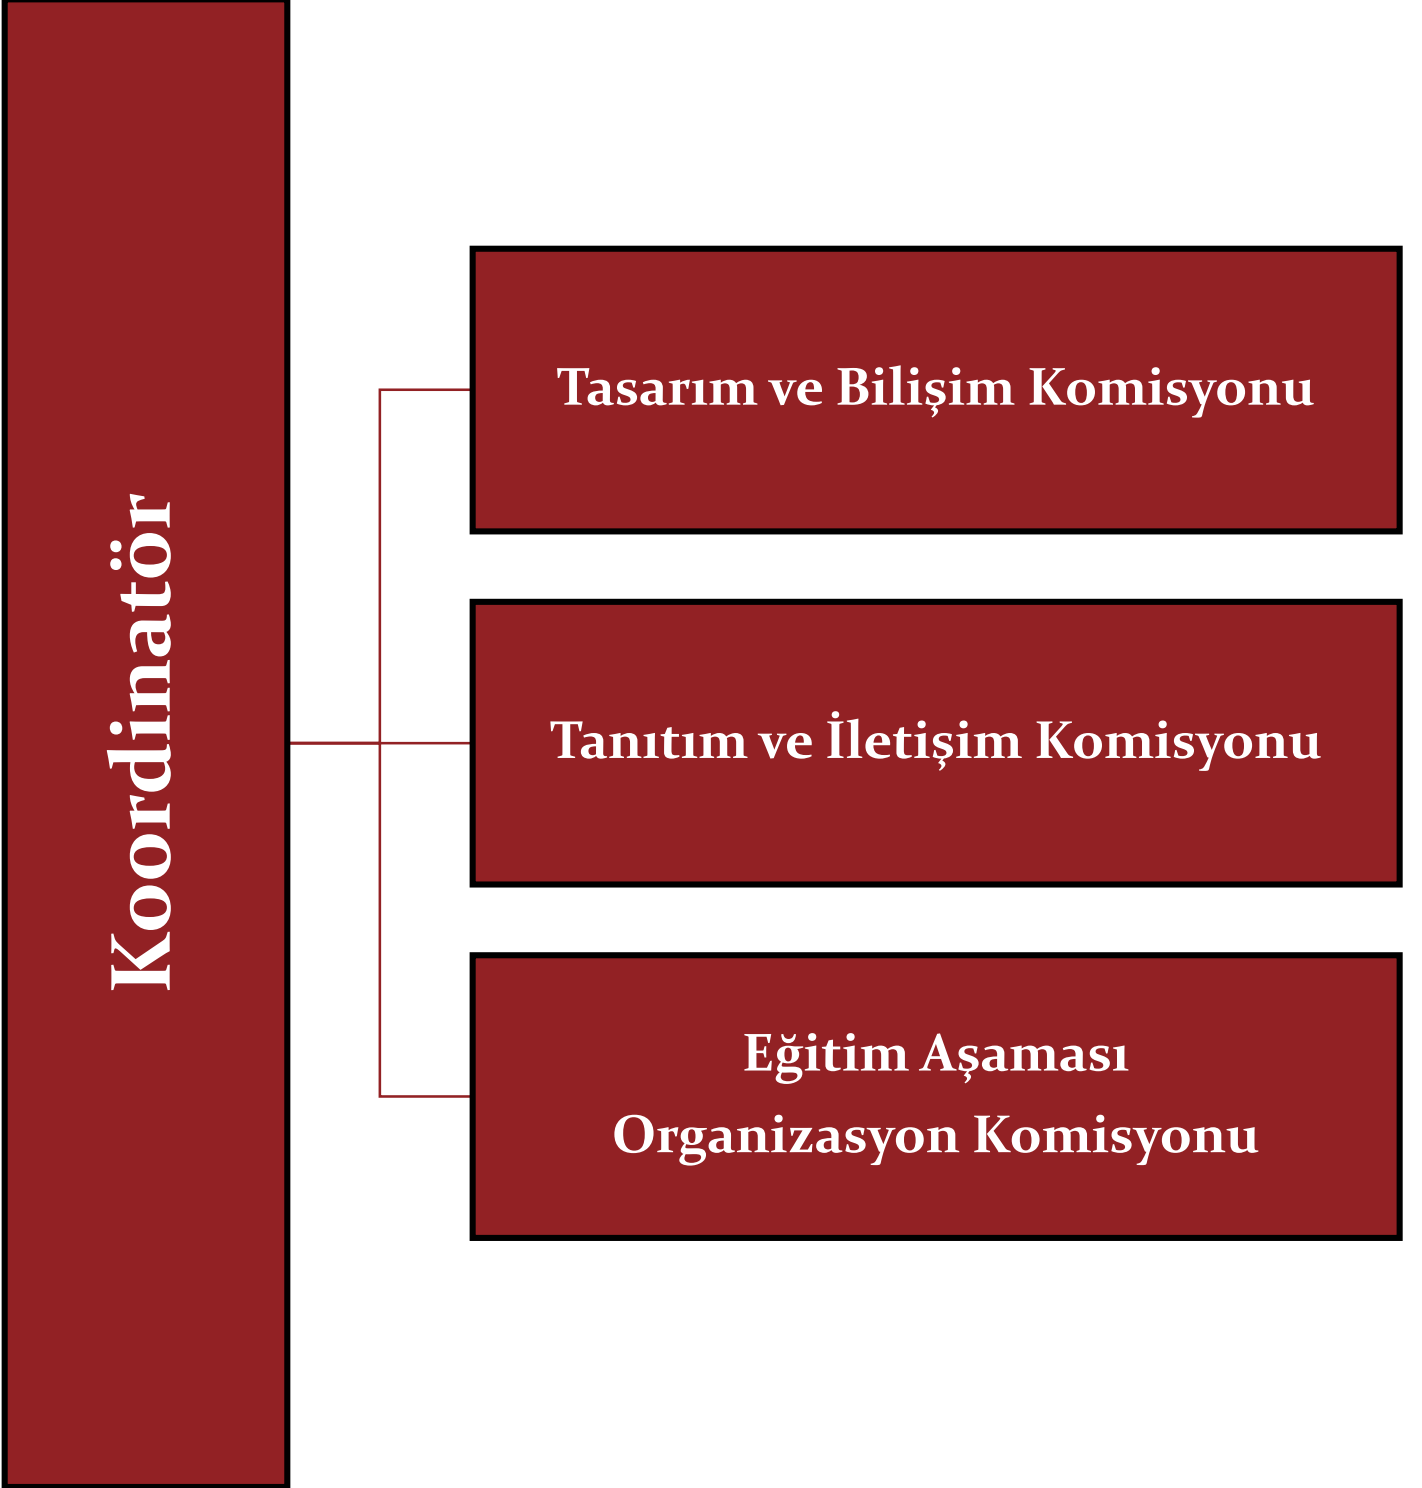 Koordinatör
Tasarım ve Bilişim Komisyonu
Tanıtım ve İletişim Komisyonu
Eğitim Aşaması
Organizasyon Komisyonu